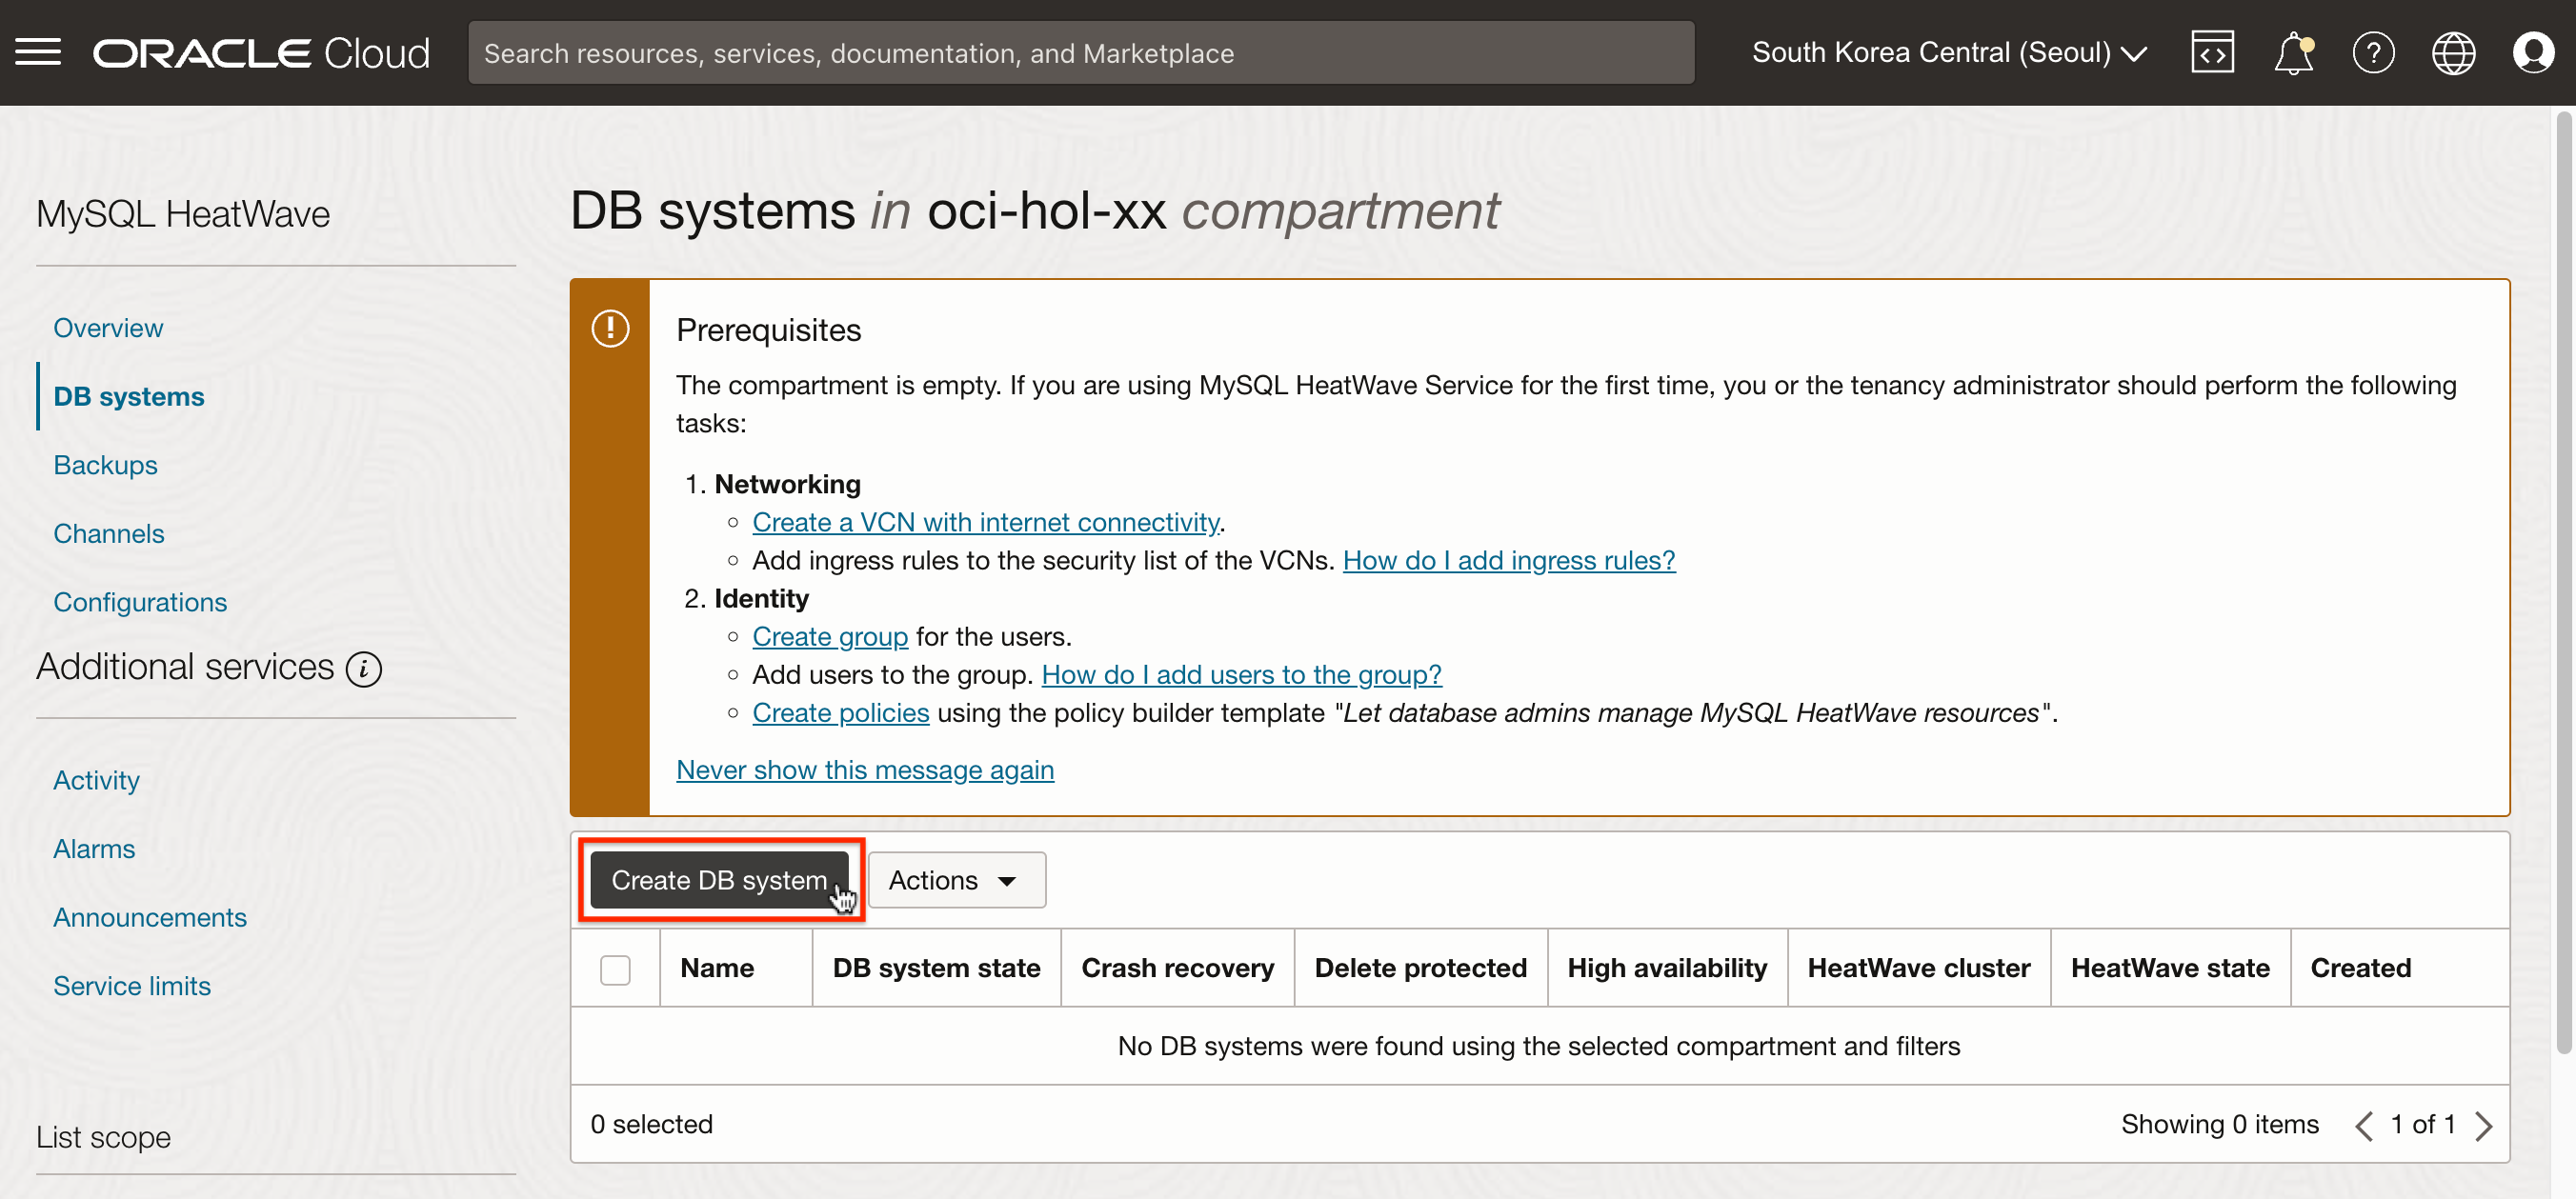 ORACLE Cloud
Search resources, services, documentation, and Marketplace
South Korea Central (Seoul)
MySQL HeatWave
Overview
DB systems
Backups
Channels
Configurations
Additional services
Activity
Alarms
Announcements
Service limits
List scope
DB systems in oci-hol-xx compartment
Prerequisites
The compartment is empty. If you are using MySQL HeatWave Service for the first time, you or the tenancy administrator should perform the following
tasks:
1. Networking
Create a VCN with internet connectivity.
Add ingress rules to the security list of the VCNs. How do I add ingress rules?
2. Identity
Create group for the users.
Add users to the group. How do I add users to the group?
Create policies using the policy builder template "Let database admins manage MySQL HeatWave resources".
Never show this message again
Create DB system Actions
Name DB system state Crash recovery Delete protected High availability HeatWave cluster HeatWave state Created
No DB systems were found using the selected compartment and filters
0 selected Showing 0 items 1 of 1